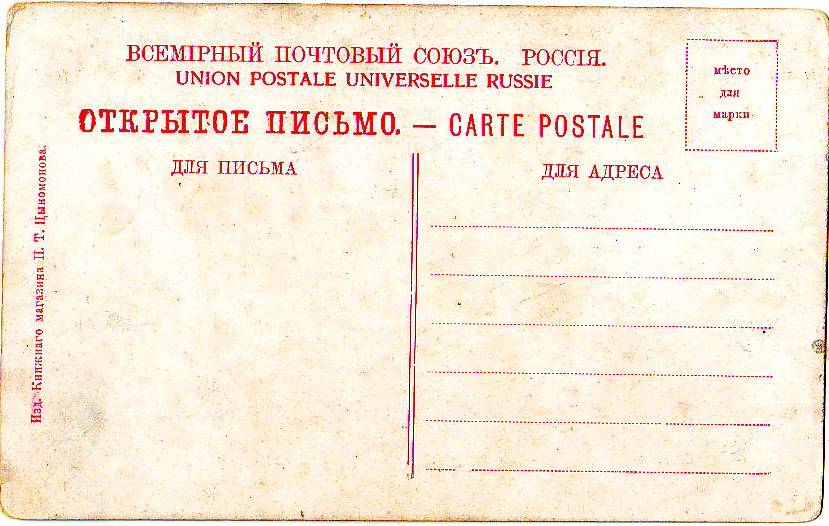 ВСЕМІРНЫЙ ПОЧТОВЫЙ СОЮЗЪ. РОССІЯ.
UNION POSTALE UNIVERSELLE RUSSIE
ОТКРЫТОЕ ПИСЬМО. — CARTE POSTALE
мѣсто
для
марки
ДЛЯ ПИСЬМА
ДЛЯ АДРЕСА
Изд. Книжнаго магазина П. Т. Цыкомонова.